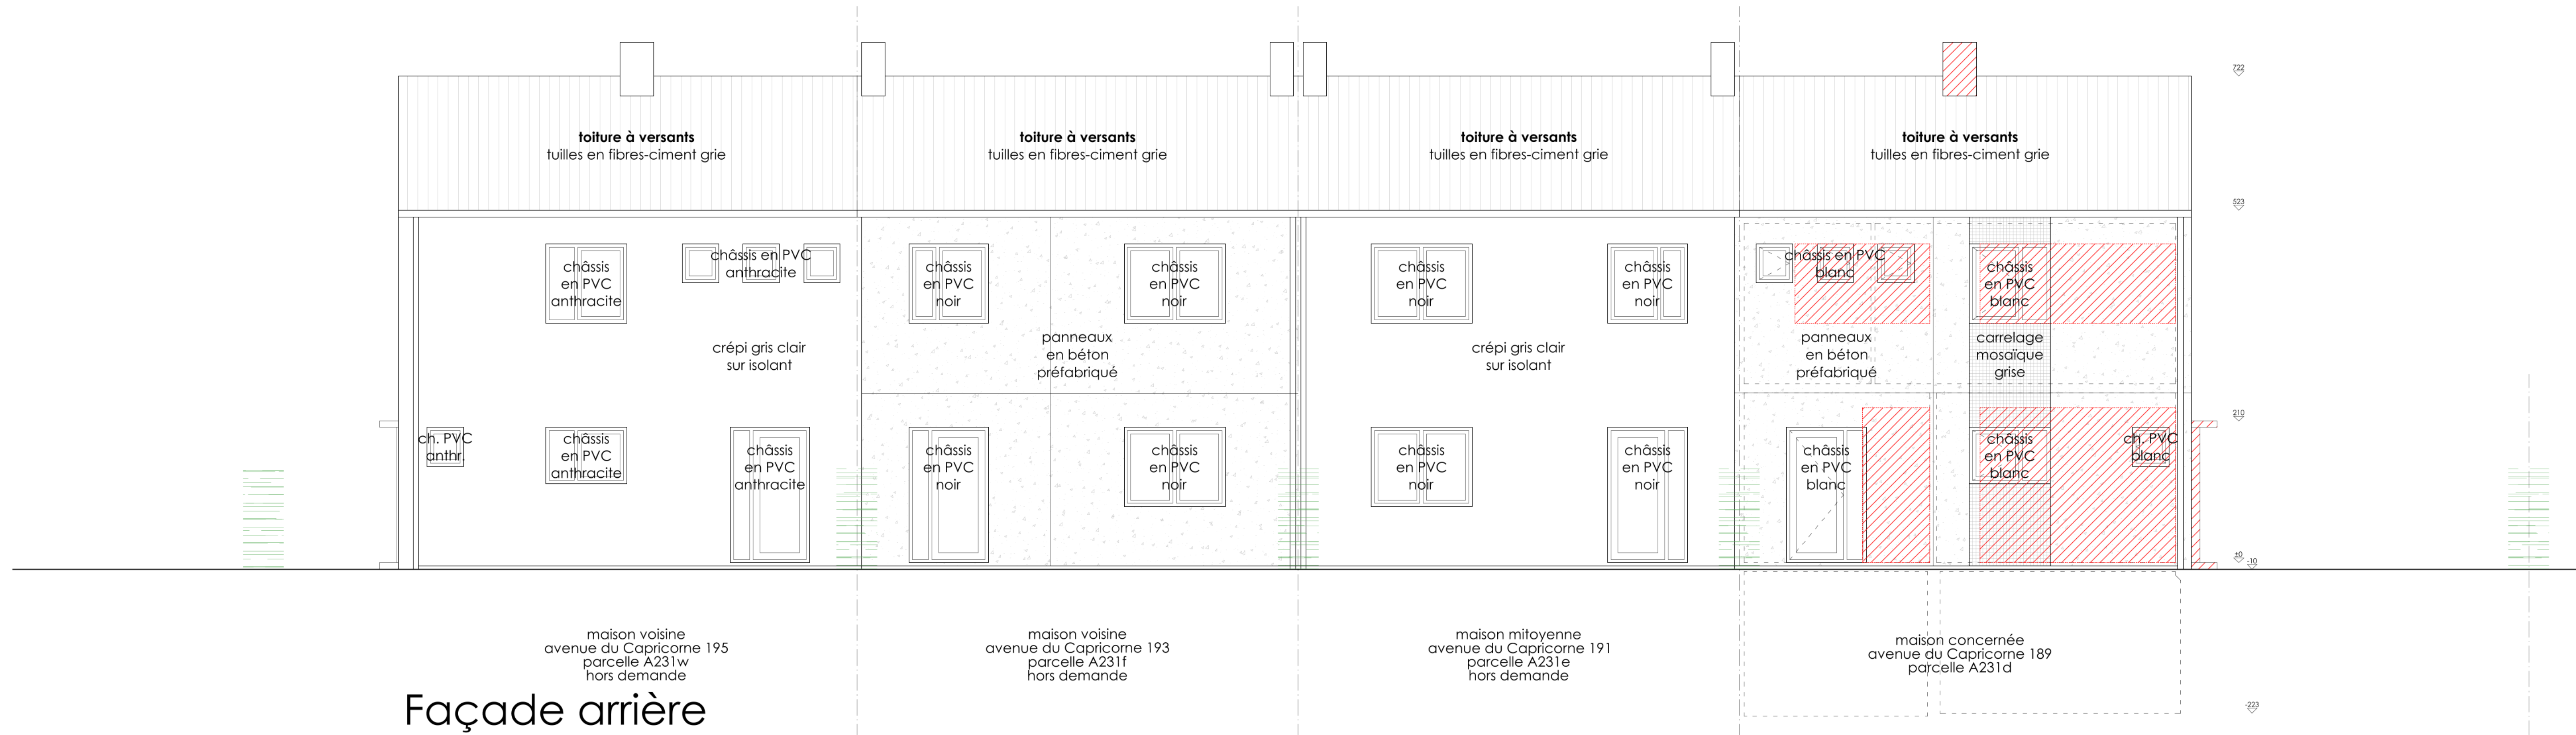 722
toiture à versants
tuilles en fibres-ciment grie
toiture à versants
tuilles en fibres-ciment grie
toiture à versants
tuilles en fibres-ciment grie
toiture à versants
tuilles en fibres-ciment grie
523
châssis
en PVC
anthracite
châssis en PVC
anthracite
châssis
en PVC
noir
châssis
en PVC
noir
châssis
en PVC
noir
châssis
en PVC
noir
châssis en PVC
blanc
châssis
en PVC
blanc
crépi gris clair
sur isolant
panneaux
en béton
préfabriqué
crépi gris clair
sur isolant
panneaux
en béton
préfabriqué
carrelage
mosaïque
grise
210
ch. PVC
anthr.
châssis
en PVC
anthracite
châssis
en PVC
anthracite
châssis
en PVC
noir
châssis
en PVC
noir
châssis
en PVC
noir
châssis
en PVC
noir
châssis
en PVC
blanc
châssis
en PVC
blanc
ch. PVC
blanc
±0
-10
maison voisine
avenue du Capricorne 195
parcelle A231w
hors demande
maison voisine
avenue du Capricorne 193
parcelle A231f
hors demande
maison mitoyenne
avenue du Capricorne 191
parcelle A231e
hors demande
maison concernée
avenue du Capricorne 189
parcelle A231d
Façade arrière
-223